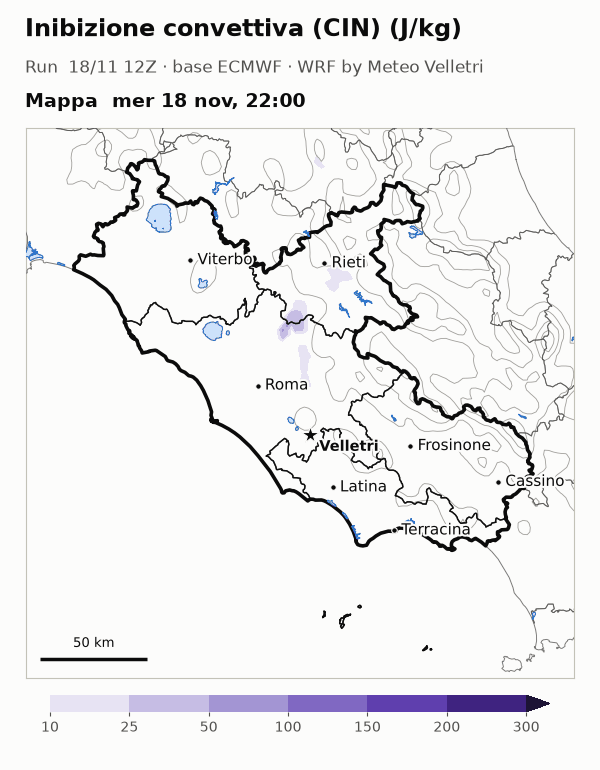 Inibizione convettiva (CIN) (J/kg)
Run  18/11 12Z · base ECMWF · WRF by Meteo Velletri
Mappa  mer 18 nov, 22:00
Viterbo
Rieti
Roma
Velletri
Frosinone
Latina
Cassino
Terracina
50 km
10 25 50 100 150 200 300